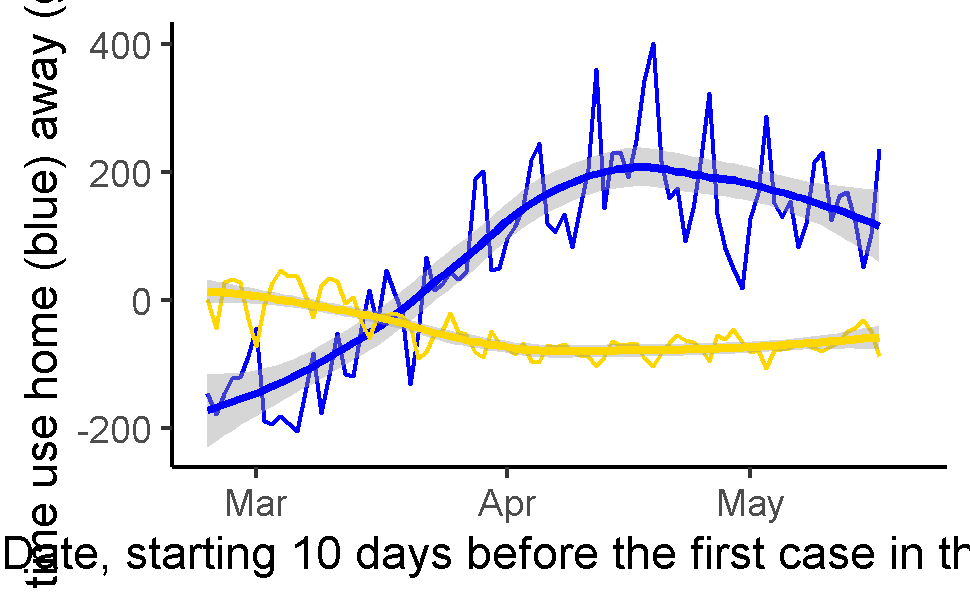 time use home (blue) away (
400
200
0
-200
Mar Apr May
Date, starting 10 days before the first case in th